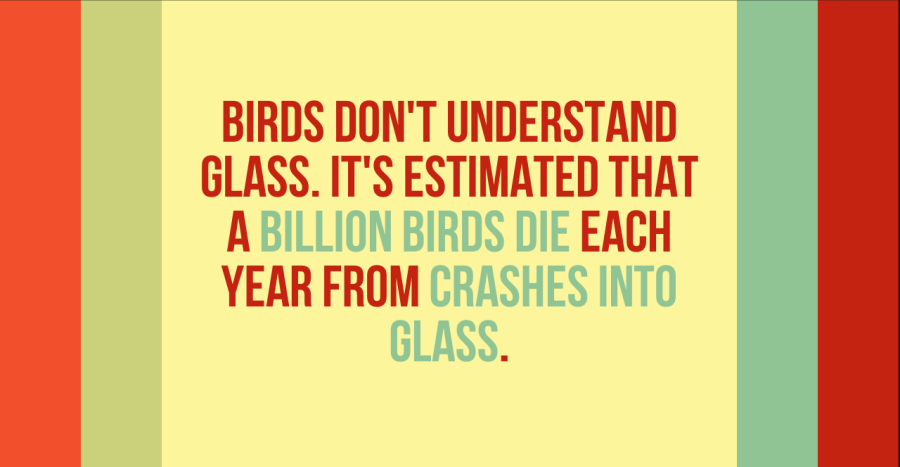 BIRDS DON'T UNDERSTAND
GLASS. IT'S ESTIMATED THAT
A BILLION BIRDS DIE EACH
YEAR FROM CRASHES INTO
GLASS.